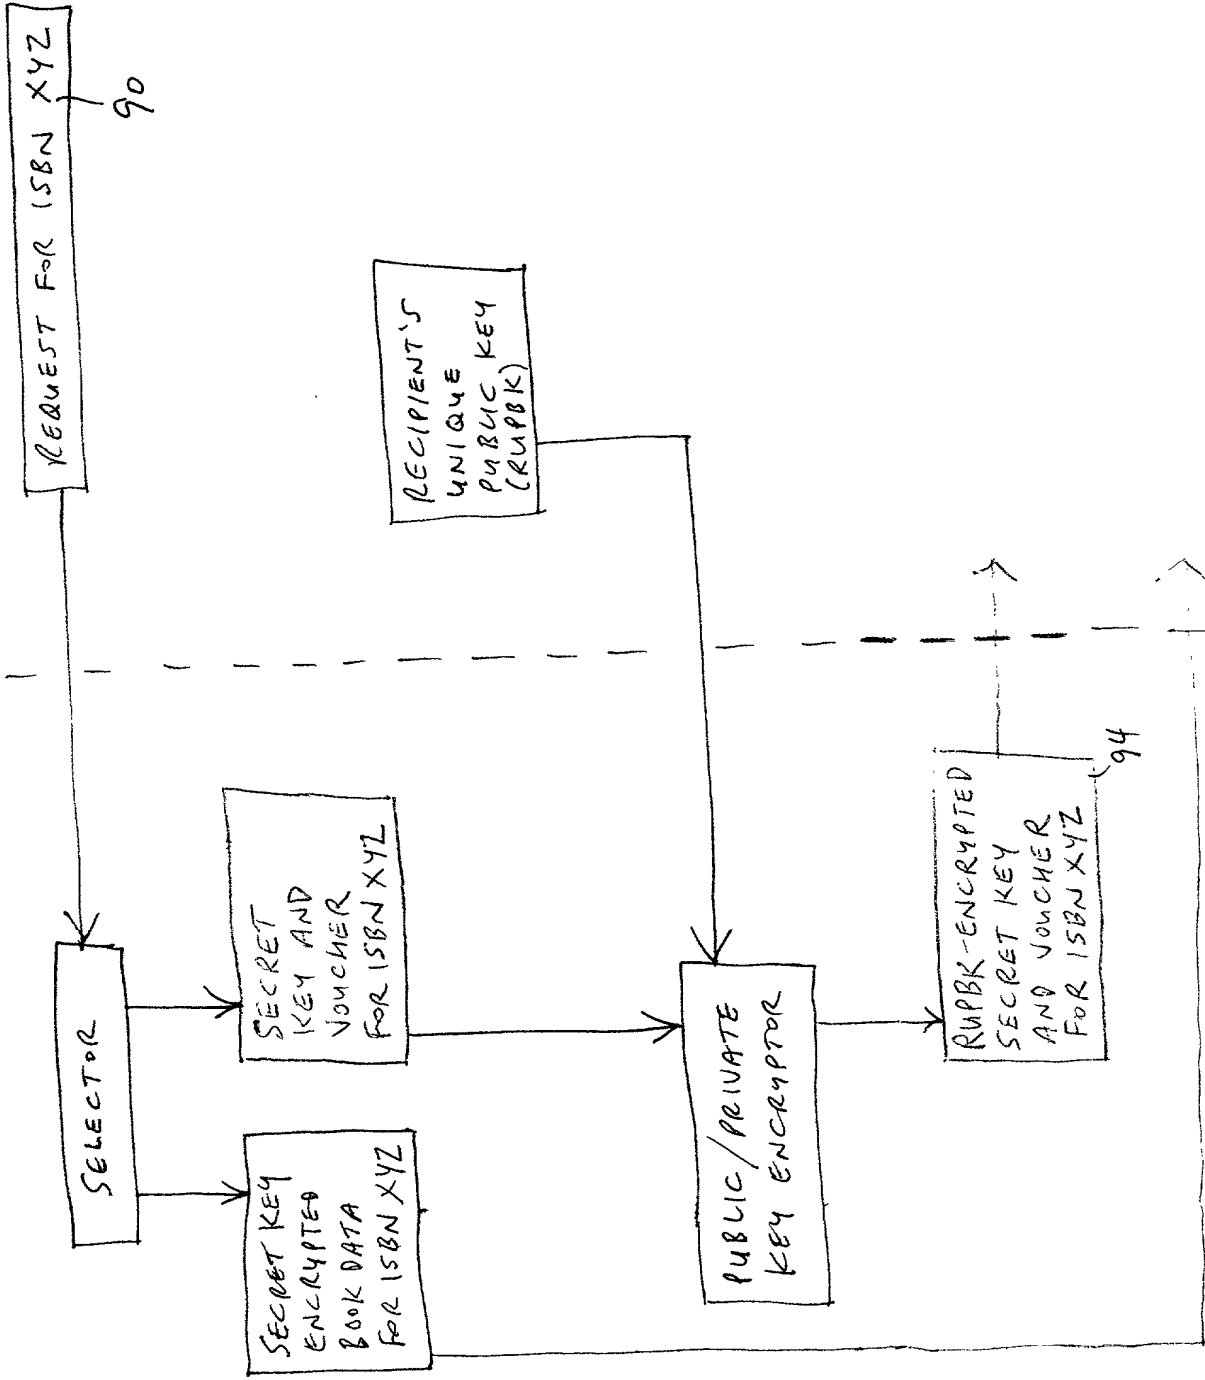 REQUEST FOR ISBN XYZ
90
SELECTOR
SECRET KEY
ENCRYPTED
BOOK DATA
FOR ISBN XYZ
SECRET
KEY AND
VOUCHER
FOR ISBN XYZ
RECIPIENT'S
UNIQUE
PUBLIC KEY
(RUPBK)
PUBLIC/PRIVATE
KEY ENCRYPTOR
RUPBK-ENCRYPTED
SECRET KEY
AND VOUCHER
FOR ISBN XYZ
94